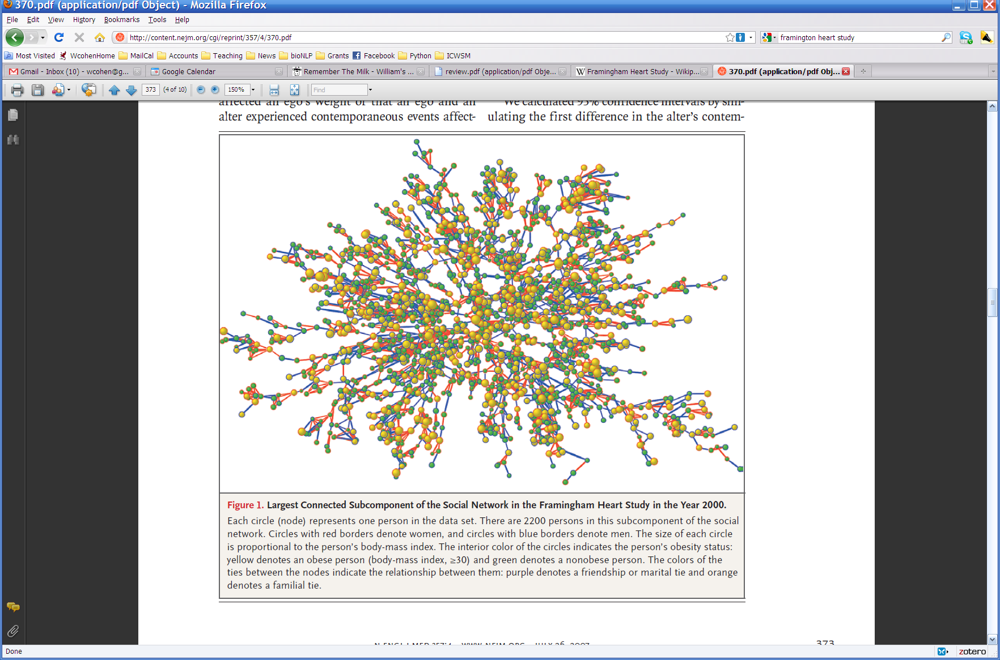 370.pdf (application/pdf Object) - Mozilla Firefox
File Edit View History Bookmarks Tools Help
http://content.nejm.org/cgi/reprint/357/4/370.pdf
framington heart study
Most Visited WcohenHome MailCal Accounts Teaching News bioNLP Grants Facebook Python ICWSM
Gmail - Inbox (10) - wcohen@g... Google Calendar Remember The Milk - William's ... review.pdf (application/pdf Obje... Framingham Heart Study - Wikip... 370.pdf (application/pdf Obj...
373 (4 of 10) 150% Find
affected an ego's weight or that an ego and an
alter experienced contemporaneous events affect-
We calculated 95% confidence intervals by sim-
ulating the first difference in the alter's contem-
Figure 1. Largest Connected Subcomponent of the Social Network in the Framingham Heart Study in the Year 2000.
Each circle (node) represents one person in the data set. There are 2200 persons in this subcomponent of the social
network. Circles with red borders denote women, and circles with blue borders denote men. The size of each circle
is proportional to the person's body-mass index. The interior color of the circles indicates the person's obesity status:
yellow denotes an obese person (body-mass index, ≥30) and green denotes a nonobese person. The colors of the
ties between the nodes indicate the relationship between them: purple denotes a friendship or marital tie and orange
denotes a familial tie.
N ENGL J MED 357;4 WWW.NEJM.ORG JULY 26, 2007 373
Done
zotero